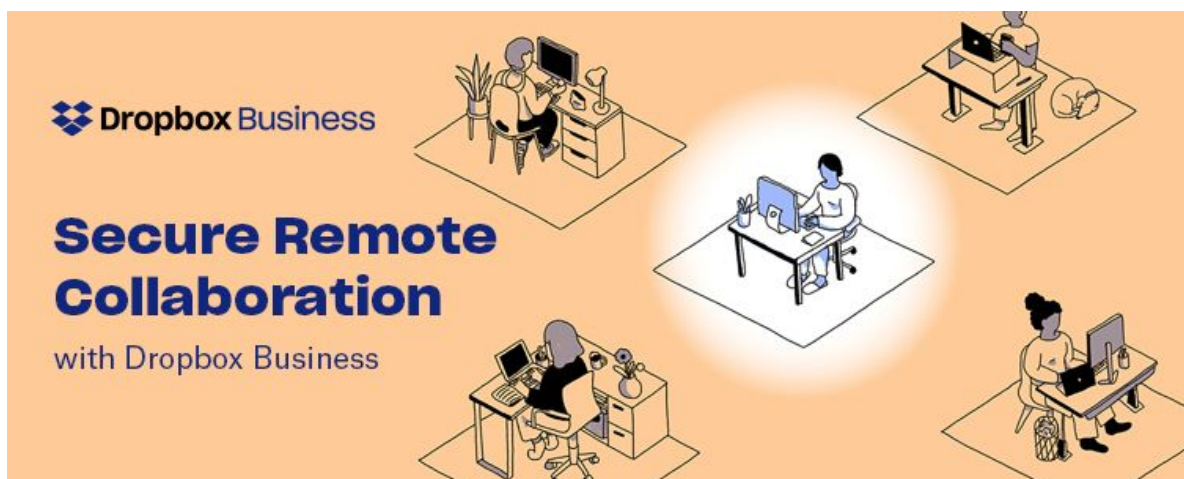 Dropbox Business
Secure Remote
Collaboration
with Dropbox Business